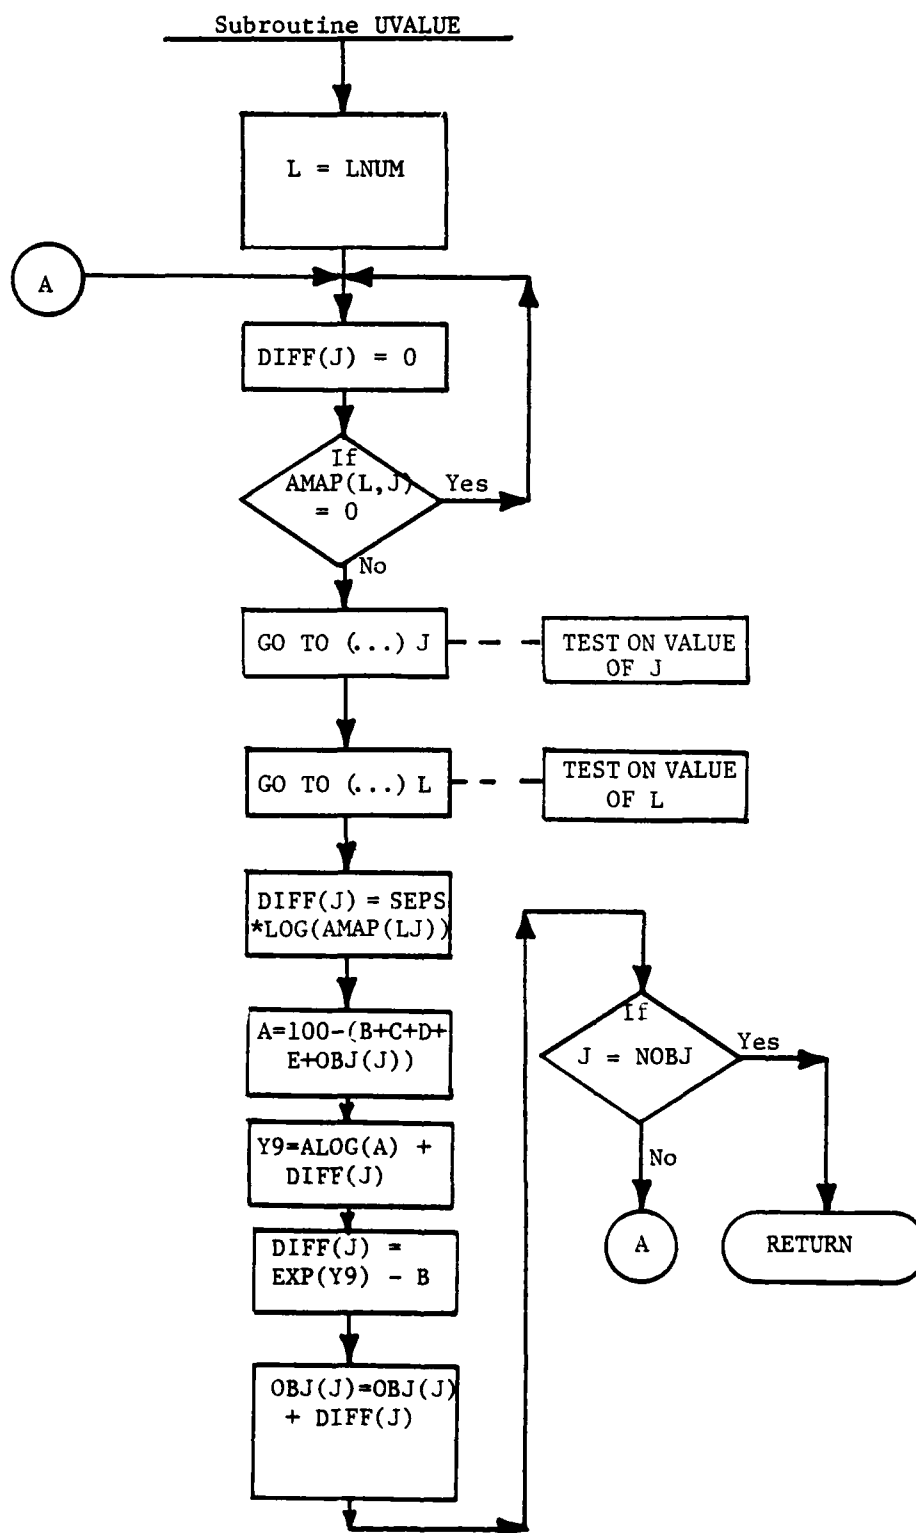 Subroutine UVALUE
L = LNUM
A
DIFF(J) = 0
If
AMAP(L,J)
= 0
Yes
No
GO TO (...) J
TEST ON VALUE
OF J
GO TO (...) L
TEST ON VALUE
OF L
DIFF(J) = SEPS
*LOG(AMAP(LJ))
A=100-(B+C+D+
E+OBJ(J))
Y9=ALOG(A) +
DIFF(J)
DIFF(J) =
EXP(Y9) - B
OBJ(J)=OBJ(J)
+ DIFF(J)
If
J = NOBJ
Yes
No
A
RETURN